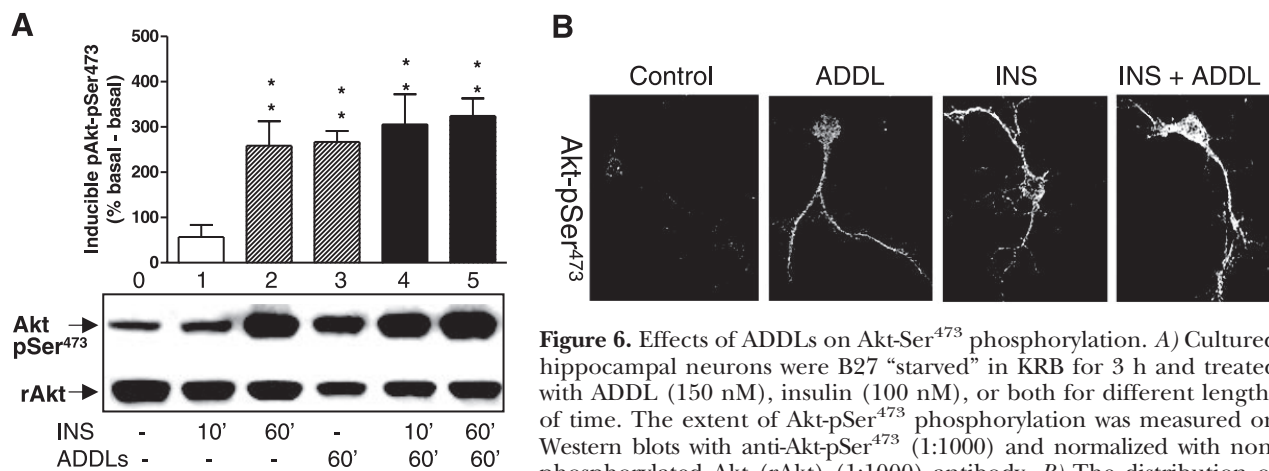 A
Inducible pAkt-pSer473
(% basal - basal)
500
400
300
200
100
0
* * * *
* * * *
0 1 2 3 4 5
Akt
pSer473
rAkt
INS - 10' 60' - 10' 60'
ADDLs - - - 60' 60' 60'
B
Control ADDL INS INS + ADDL
Akt-pSer473
Figure 6. Effects of ADDLs on Akt-Ser473 phosphorylation. A) Cultured
hippocampal neurons were B27 “starved” in KRB for 3 h and treated
with ADDL (150 nM), insulin (100 nM), or both for different length
of time. The extent of Akt-pSer473 phosphorylation was measured on
Western blots with anti-Akt-pSer473 (1:1000) and normalized with non
phosphorylated Akt (rAkt) (1:1000) antibody. B) The distribution o